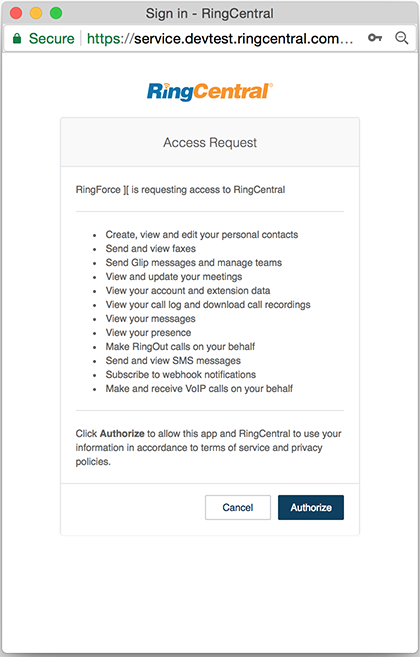 Sign in - RingCentral
Secure | https://service.devtest.ringcentral.com...
RingCentral®
Access Request
RingForce ][ is requesting access to RingCentral
• Create, view and edit your personal contacts
• Send and view faxes
• Send Glip messages and manage teams
• View and update your meetings
• View your account and extension data
• View your call log and download call recordings
• View your messages
• View your presence
• Make RingOut calls on your behalf
• Send and view SMS messages
• Subscribe to webhook notifications
• Make and receive VoIP calls on your behalf
Click Authorize to allow this app and RingCentral to use your
information in accordance to terms of service and privacy
policies.
Cancel
Authorize